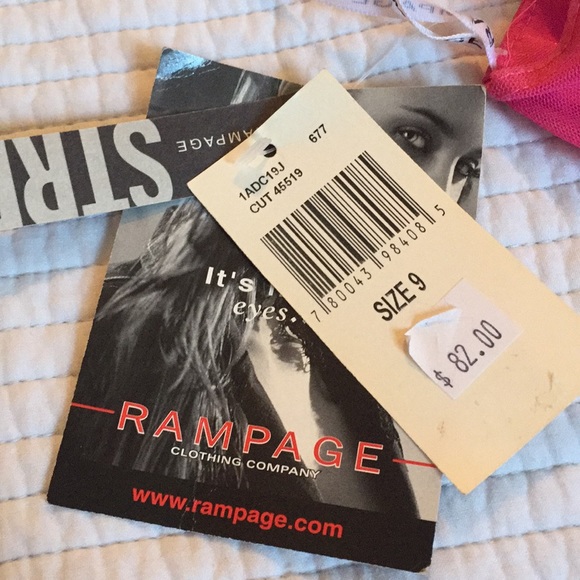 STR
RAMPAGE
1ADC19J
CUT 45519
677
7 80043 98408 5
SIZE 9
$ 82.00
It's
eyes.
RAMPAGE
CLOTHING COMPANY
www.rampage.com